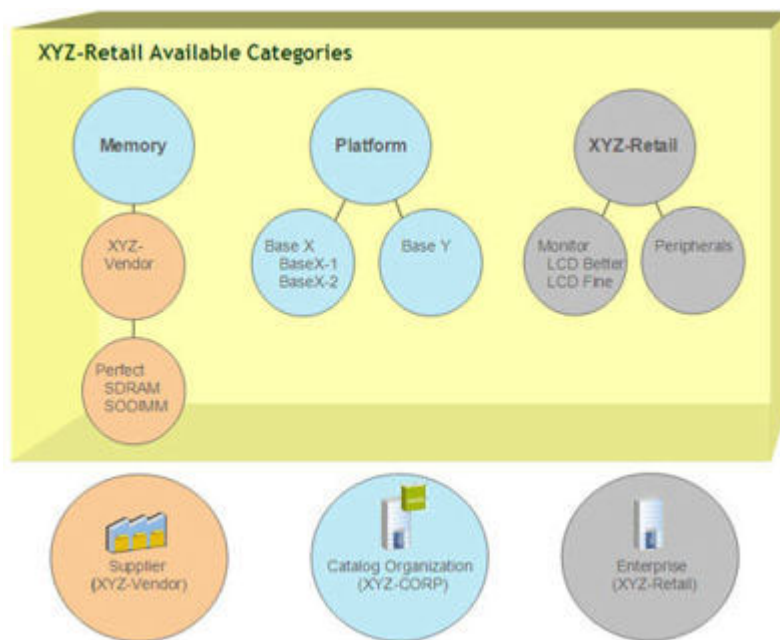 XYZ-Retail Available Categories
Memory
Platform
XYZ-Retail
XYZ-
Vendor
Base X
BaseX-1
BaseX-2
Base Y
Monitor
LCD Better
LCD Fine
Peripherals
Perfect
SDRAM
SODIMM
Supplier
(XYZ-Vendor)
Catalog Organization
(XYZ-CORP)
Enterprise
(XYZ-Retail)